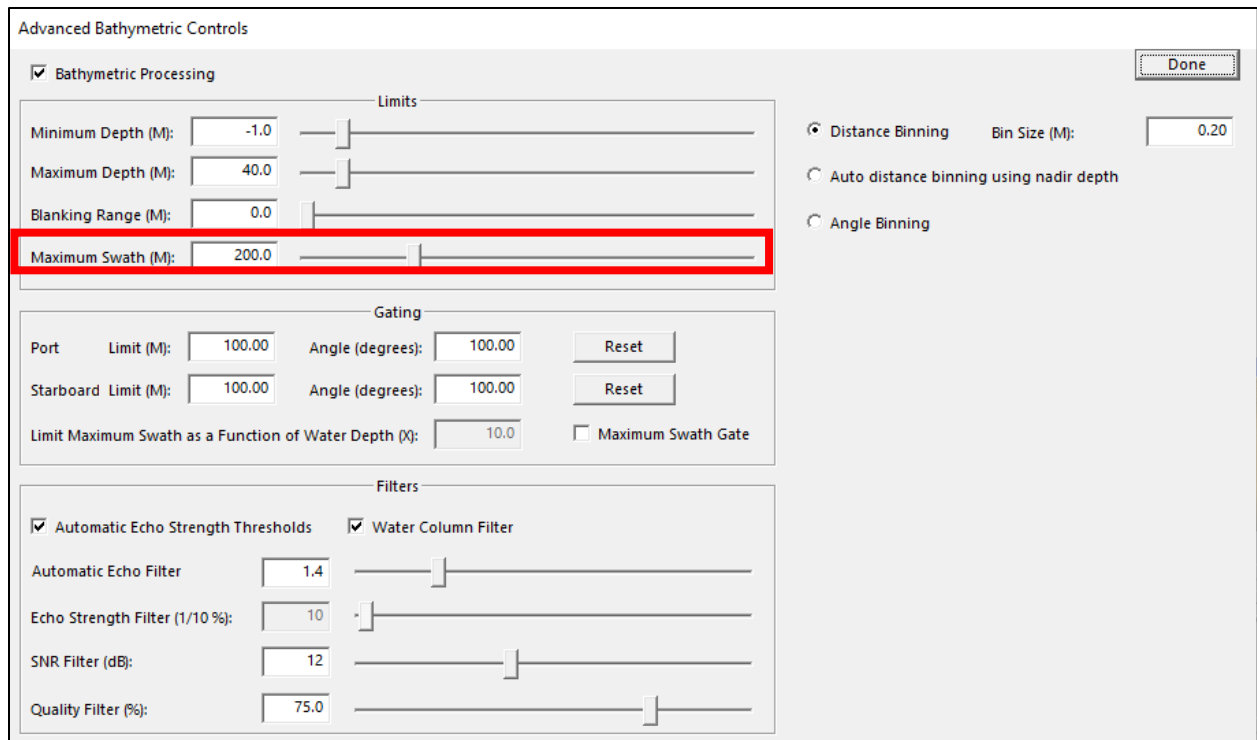 Advanced Bathymetric Controls
Bathymetric Processing
Done
Limits
Minimum Depth (M): -1.0
Maximum Depth (M): 40.0
Blanking Range (M): 0.0
Maximum Swath (M): 200.0
Distance Binning Bin Size (M): 0.20
Auto distance binning using nadir depth
Angle Binning
Gating
Port Limit (M): 100.00 Angle (degrees): 100.00 Reset
Starboard Limit (M): 100.00 Angle (degrees): 100.00 Reset
Limit Maximum Swath as a Function of Water Depth (X): 10.0 Maximum Swath Gate
Filters
Automatic Echo Strength Thresholds Water Column Filter
Automatic Echo Filter 1.4
Echo Strength Filter (1/10 %): 10
SNR Filter (dB): 12
Quality Filter (%): 75.0